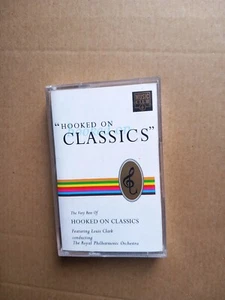 "HOOKED ON
CLASSICS"
The Very Best Of
HOOKED ON CLASSICS
Featuring Louis Clark
conducting
The Royal Philharmonic Orchestra